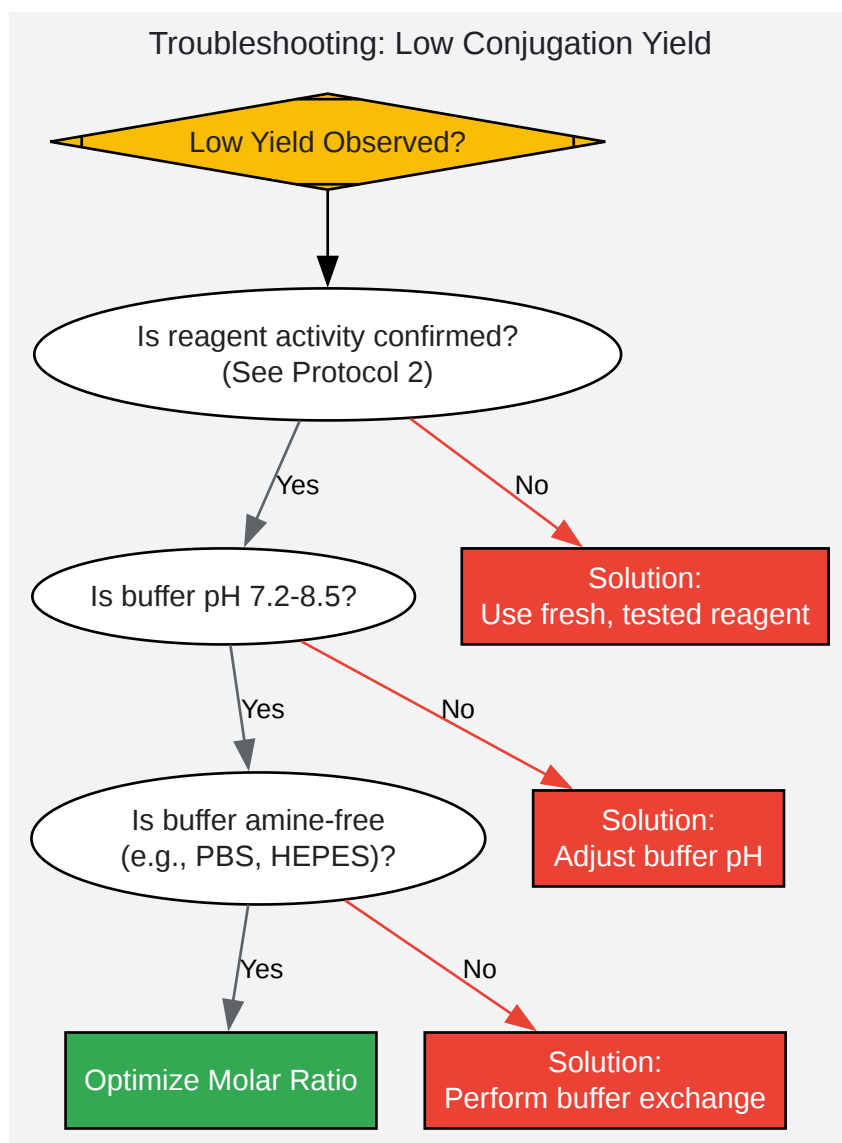 Troubleshooting: Low Conjugation Yield
Low Yield Observed?
Is reagent activity confirmed?
(See Protocol 2)
Yes
No
Is buffer pH 7.2-8.5?
Solution:
Use fresh, tested reagent
Yes
No
Is buffer amine-free
(e.g., PBS, HEPES)?
Solution:
Adjust buffer pH
Yes
No
Optimize Molar Ratio
Solution:
Perform buffer exchange